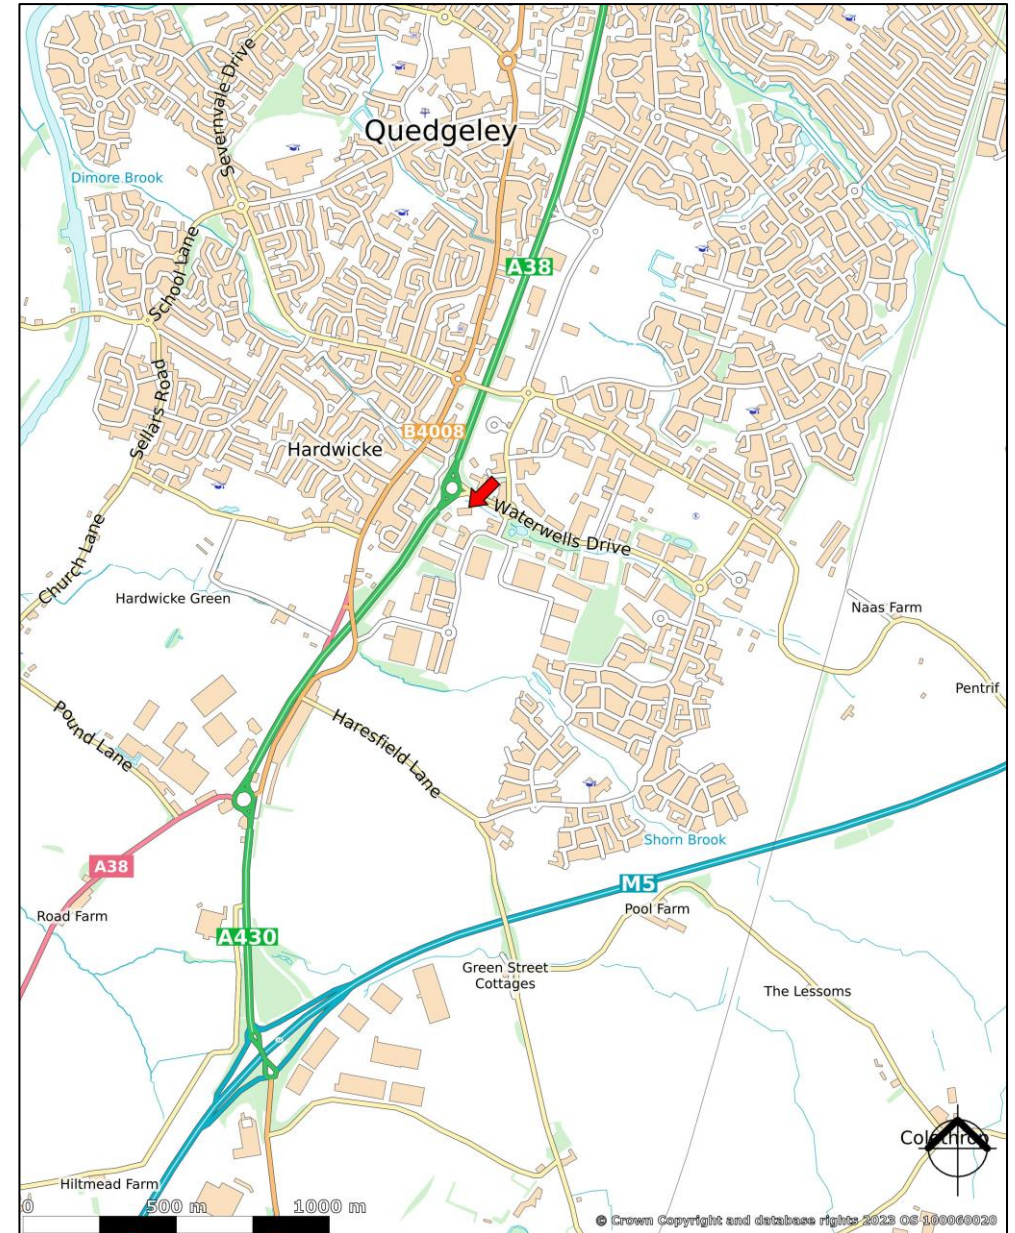 Quedgeley
Severnvale Drive
Dimore Brook
School Lane
A38
Sellars Road
B4008
Hardwicke
Waterwells Drive
Church Lane
Hardwicke Green
Naas Farm
Pentrif
Pound Lane
Haresfield Lane
Shorn Brook
A38
M5
Road Farm
Pool Farm
A430
Green Street
Cottages
The Lessoms
Colethrop
Hiltmead Farm
0 500 m 1000 m
© Crown Copyright and database rights 2023 OS 100060020